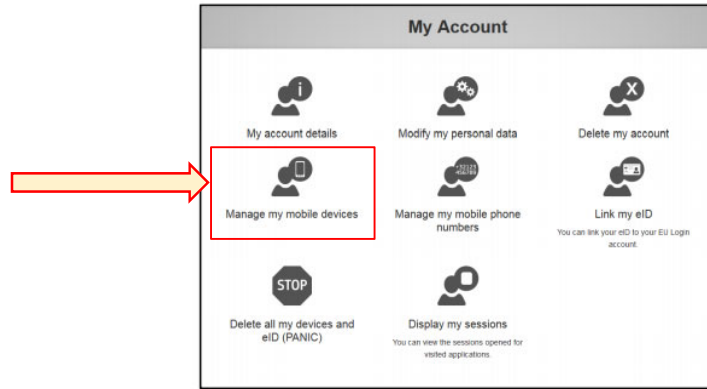 My Account
i
My account details
Modify my personal data
X
Delete my account
Manage my mobile devices
+32123
456789
Manage my mobile phone
numbers
Link my eID
You can link your eID to your EU Login
account.
STOP
Delete all my devices and
eID (PANIC)
Display my sessions
You can view the sessions opened for
visited applications.